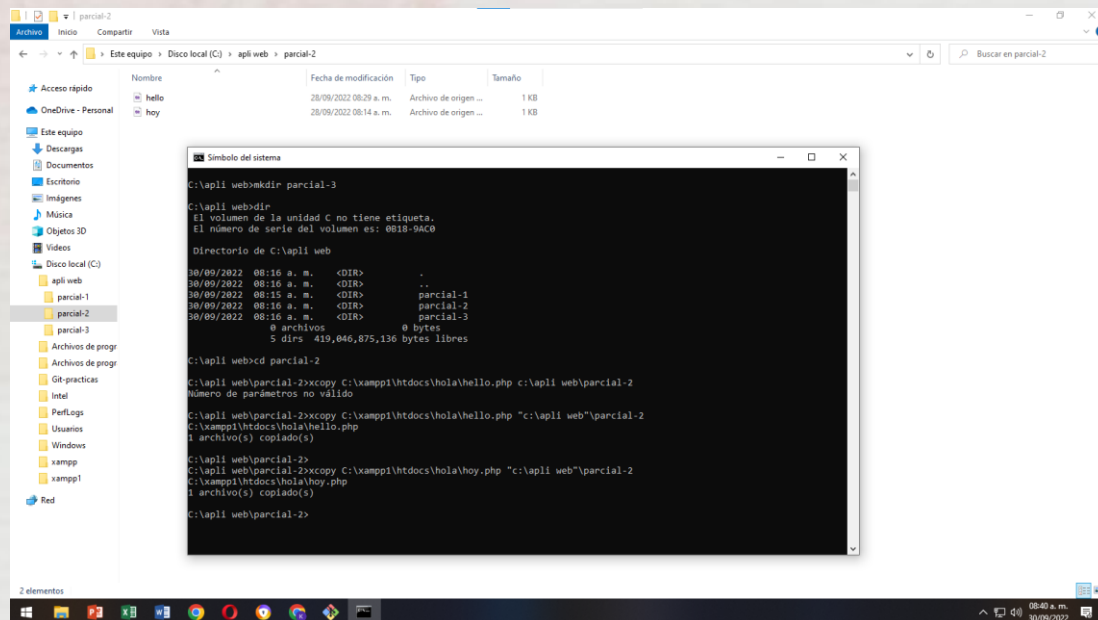 parcial-2
Archivo Inicio Compartir Vista
Este equipo > Disco local (C:) > apli web > parcial-2
Buscar en parcial-2
Nombre Fecha de modificación Tipo Tamaño
hello 28/09/2022 08:29 a. m. Archivo de origen ... 1 KB
hoy 28/09/2022 08:14 a. m. Archivo de origen ... 1 KB
Acceso rápido
OneDrive - Personal
Este equipo
Descargas
Documentos
Escritorio
Imágenes
Música
Objetos 3D
Videos
Disco local (C:)
apli web
parcial-1
parcial-2
parcial-3
Archivos de progr
Archivos de progr
Git-practicas
Intel
PerfLogs
Usuarios
Windows
xampp
xampp1
Red
Símbolo del sistema
C:\apli web>mkdir parcial-3
C:\apli web>dir
El volumen de la unidad C no tiene etiqueta.
El número de serie del volumen es: 0B18-9AC0
Directorio de C:\apli web
30/09/2022 08:16 a. m. <DIR> .
30/09/2022 08:16 a. m. <DIR> ..
30/09/2022 08:15 a. m. <DIR> parcial-1
30/09/2022 08:16 a. m. <DIR> parcial-2
30/09/2022 08:16 a. m. <DIR> parcial-3
0 archivos 0 bytes
5 dirs 419,046,875,136 bytes libres
C:\apli web>cd parcial-2
C:\apli web\parcial-2>xcopy C:\xampp1\htdocs\hola\hello.php c:\apli web\parcial-2
Número de parámetros no válido
C:\apli web\parcial-2>xcopy C:\xampp1\htdocs\hola\hello.php "c:\apli web"\parcial-2
C:\xampp1\htdocs\hola\hello.php
1 archivo(s) copiado(s)
C:\apli web\parcial-2>
C:\apli web\parcial-2>xcopy C:\xampp1\htdocs\hola\hoy.php "c:\apli web"\parcial-2
C:\xampp1\htdocs\hola\hoy.php
1 archivo(s) copiado(s)
C:\apli web\parcial-2>
2 elementos
08:40 a. m.
30/09/2022